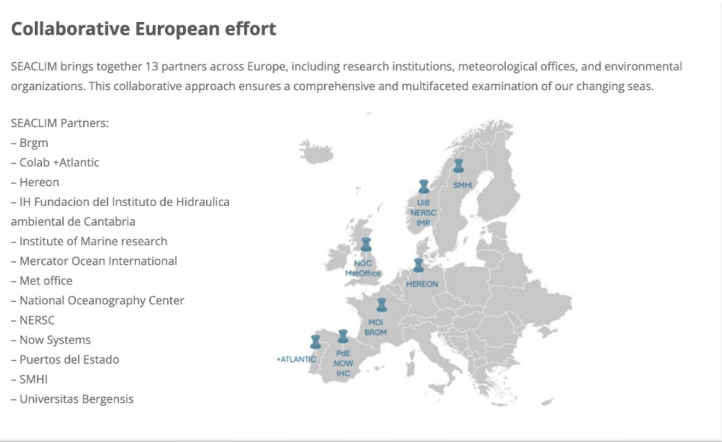 Collaborative European effort
SEACLIM brings together 13 partners across Europe, including research institutions, meteorological offices, and environmental
organizations. This collaborative approach ensures a comprehensive and multifaceted examination of our changing seas.
SEACLIM Partners:
– Brgm
– Colab +Atlantic
– Hereon
– IH Fundacion del Instituto de Hidraulica
ambiental de Cantabria
– Institute of Marine research
– Mercator Ocean International
– Met office
– National Oceanography Center
– NERSC
– Now Systems
– Puertos del Estado
– SMHI
– Universitas Bergensis
SMHI
UiB
NERSC
IMR
NOC
MetOffice
HEREON
MOi
BRGM
+ATLANTIC
PdE
NOW
IHC